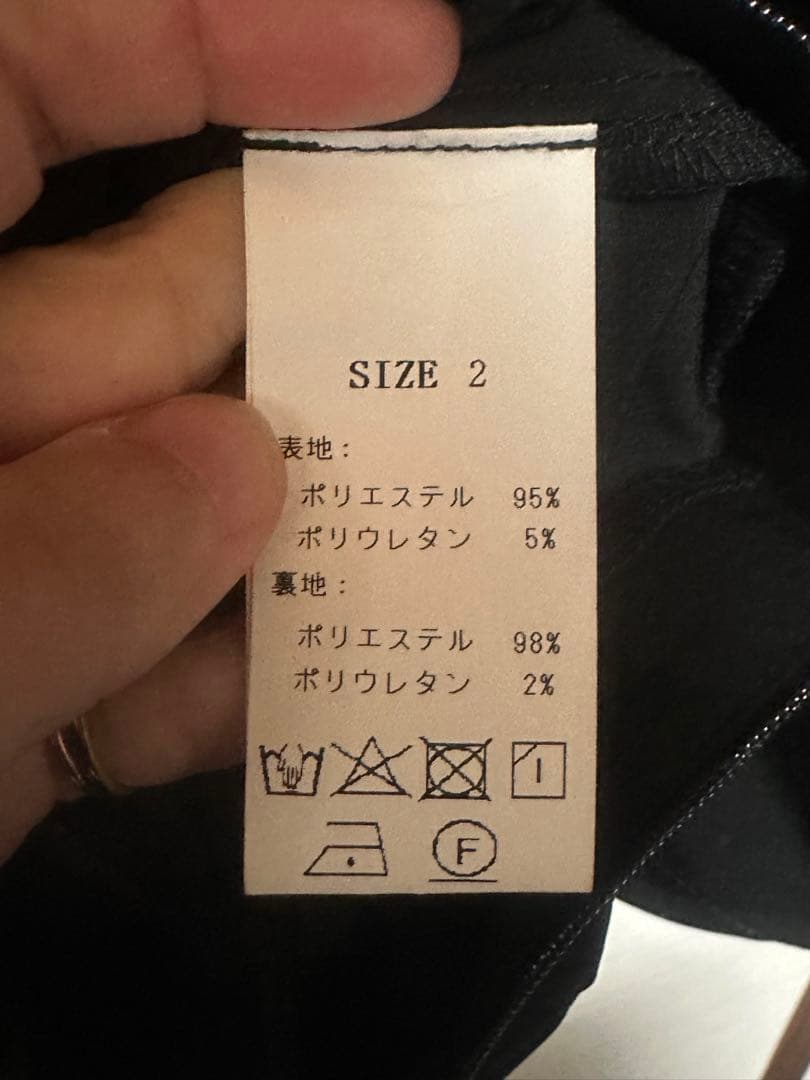 SIZE 2
表地:
ポリエステル 95%
ポリウレタン 5%
裏地:
ポリエステル 98%
ポリウレタン 2%
F